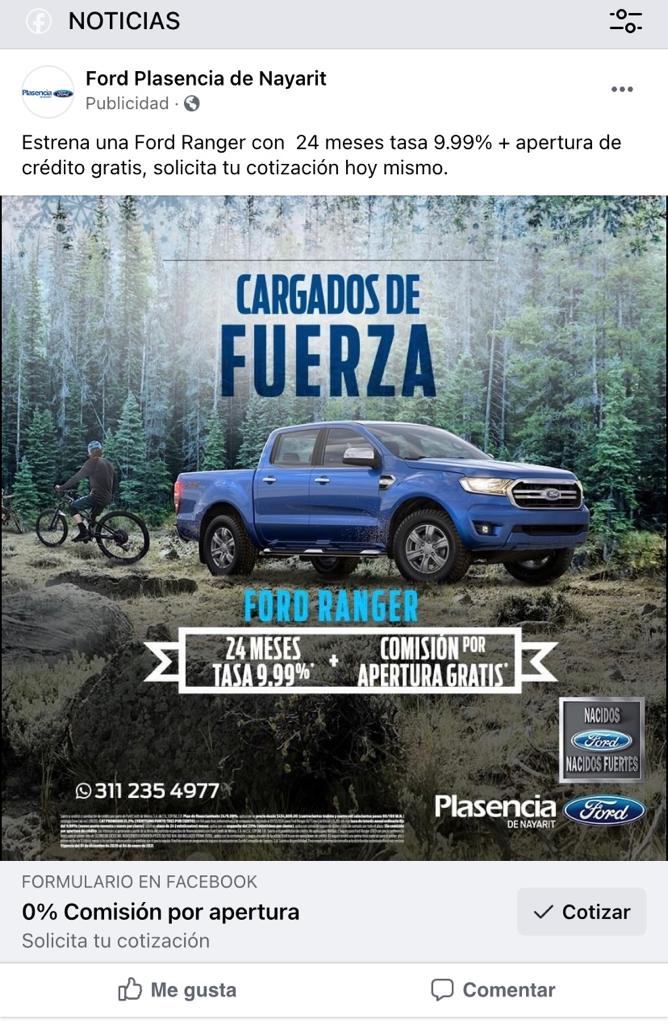 NOTICIAS
Ford Plasencia de Nayarit
Publicidad ·
Estrena una Ford Ranger con 24 meses tasa 9.99% + apertura de
crédito gratis, solicita tu cotización hoy mismo.
CARGADOS DE
FUERZA
FORD RANGER
24 MESES
TASA 9.99%*
+
COMISIÓN POR
APERTURA GRATIS*
NACIDOS
Ford
NACIDOS FUERTES
311 235 4977
Plasencia
DE NAYARIT
Ford
FORMULARIO EN FACEBOOK
0% Comisión por apertura
Solicita tu cotización
Cotizar
Me gusta
Comentar